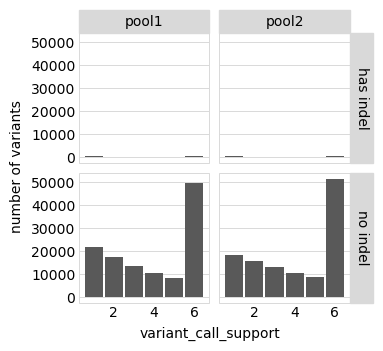 pool1 pool2
50000
40000
30000
20000
10000
0
has indel
50000
40000
30000
20000
10000
0
no indel
number of variants
2 4 6 2 4 6
variant_call_support